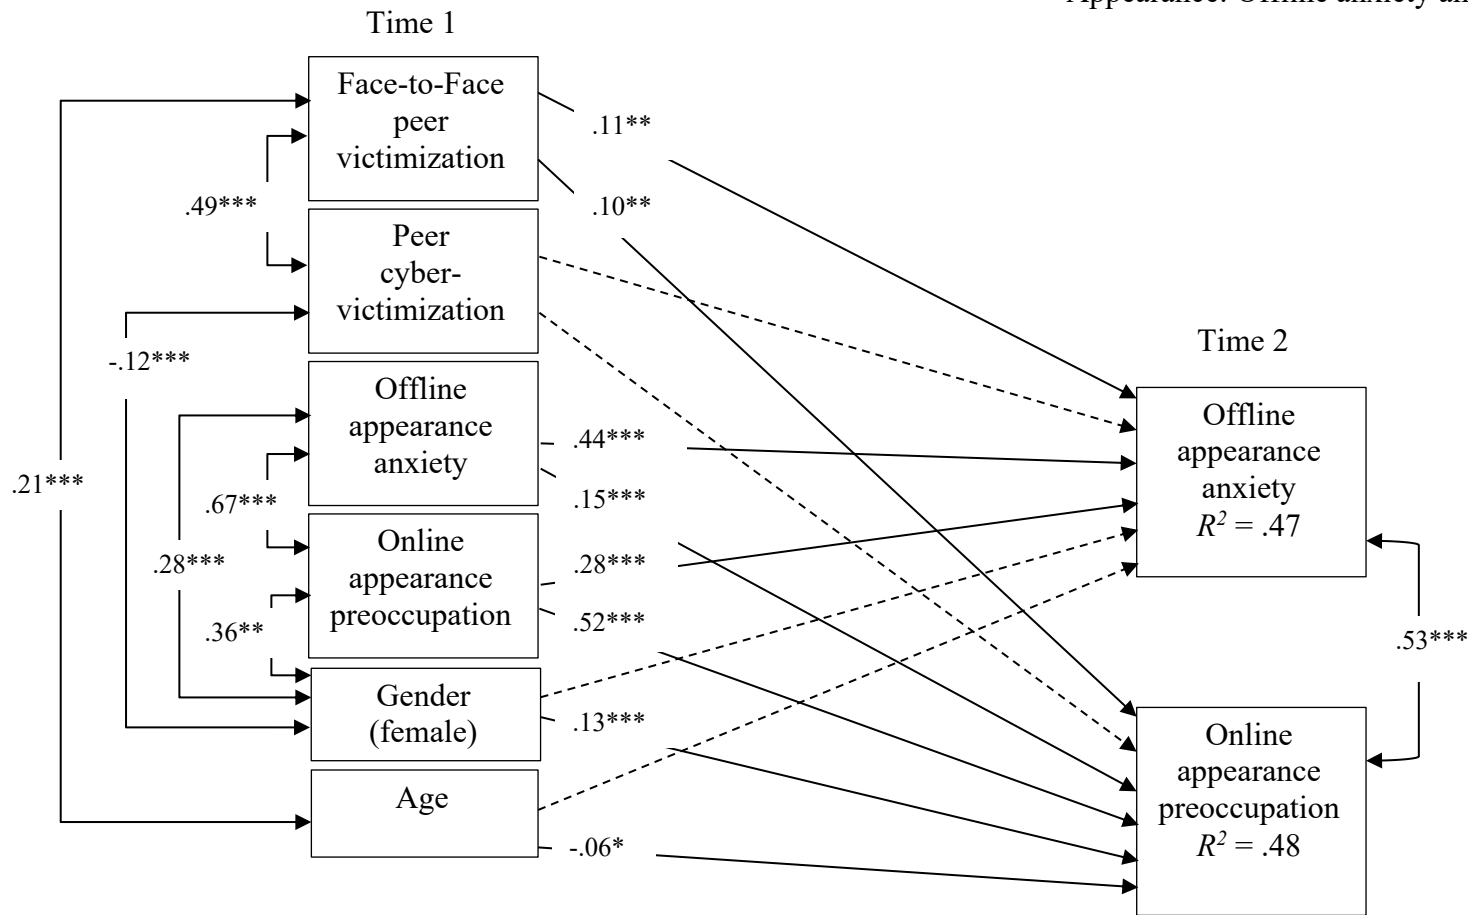 Appearance: Offline anxiety an
Time 1
Face-to-Face
peer
victimization
.11**
.10**
.49***
Peer
cyber-
victimization
-.12***
Time 2
Offline
appearance
anxiety
.44***
.15***
.21***
.67***
Offline
appearance
anxiety
R² = .47
Online
appearance
preoccupation
.28***
.52***
.28***
.36**
.53***
Gender
(female)
.13***
Age
-.06*
Online
appearance
preoccupation
R² = .48